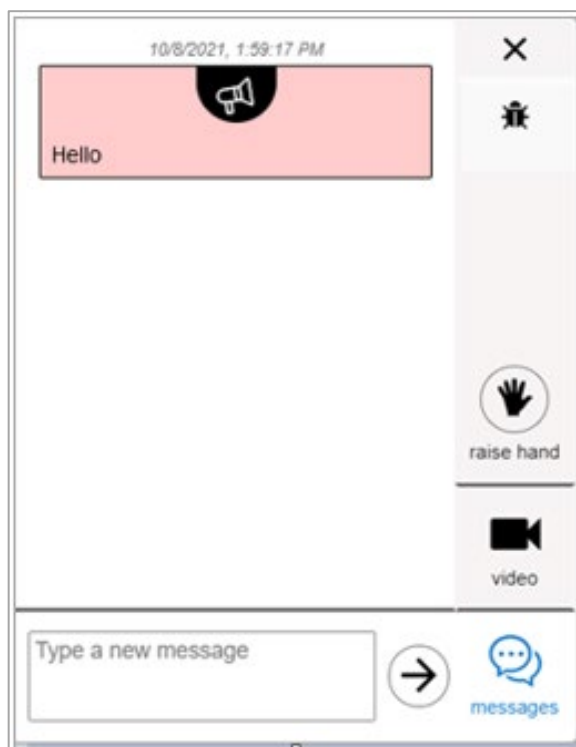 10/8/2021, 1:59:17 PM
Hello
raise hand
video
Type a new message
messages